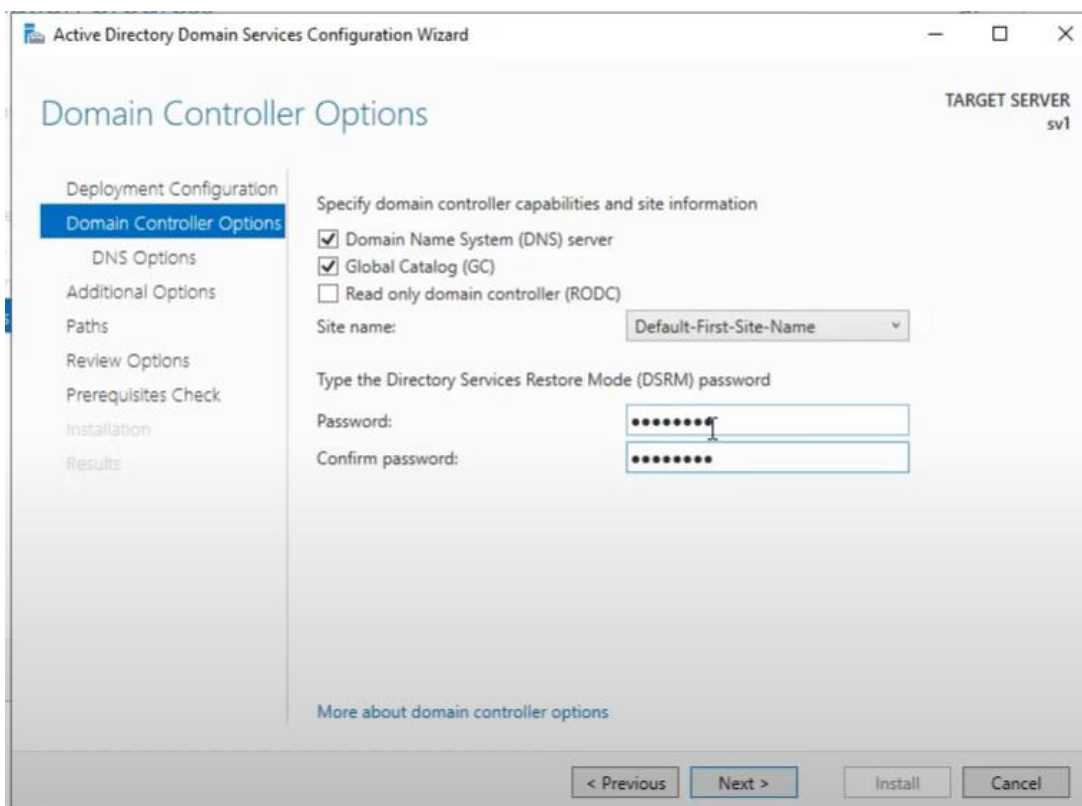 Active Directory Domain Services Configuration Wizard
Domain Controller Options
TARGET SERVER
sv1
Deployment Configuration
Domain Controller Options
DNS Options
Additional Options
Paths
Review Options
Prerequisites Check
Installation
Results
Specify domain controller capabilities and site information
Domain Name System (DNS) server
Global Catalog (GC)
Read only domain controller (RODC)
Site name: Default-First-Site-Name
Type the Directory Services Restore Mode (DSRM) password
Password: ••••••••
Confirm password: ••••••••
More about domain controller options
< Previous Next > Install Cancel